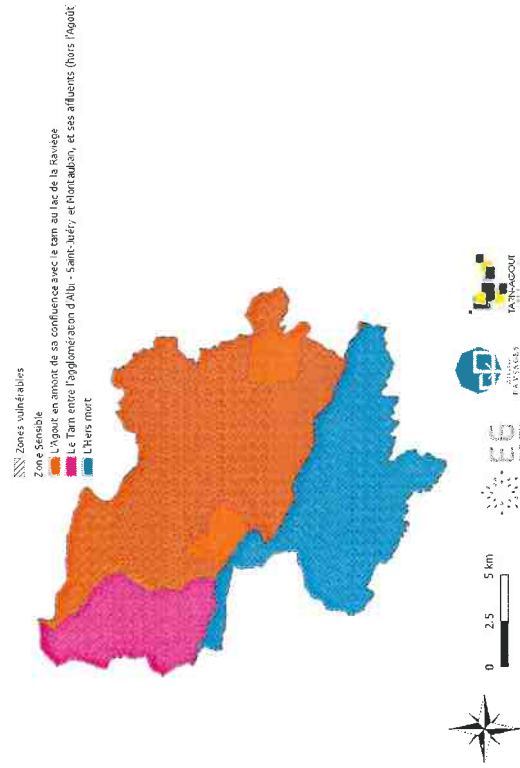 Zones vulnérables
Zone Sensible
L'Agout en amont de sa confluence avec le tarn au lac de la Raviège
Le Tarn entre l'agglomération d'Albi - Saint-Juéry et Montauban, et ses affluents (hors l'Agoût)
L'Hers mort
0 2.5 5 km
PAYSAGES
TARN-AGOUT